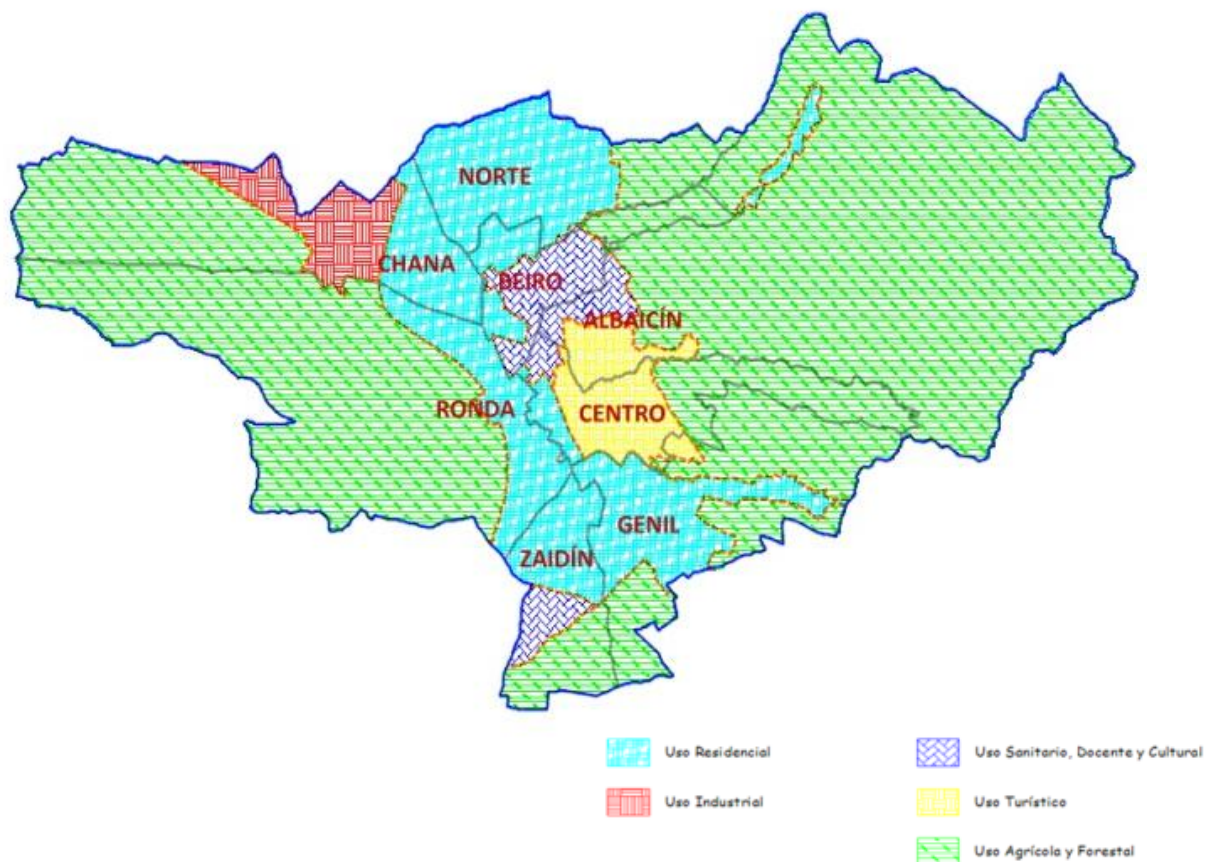 NORTE
CHANA
BEIRO
ALBAICÍN
RONDA
CENTRO
GENIL
ZAIDÍN
Uso Residencial
Uso Sanitario, Docente y Cultural
Uso Industrial
Uso Turístico
Uso Agrícola y Forestal